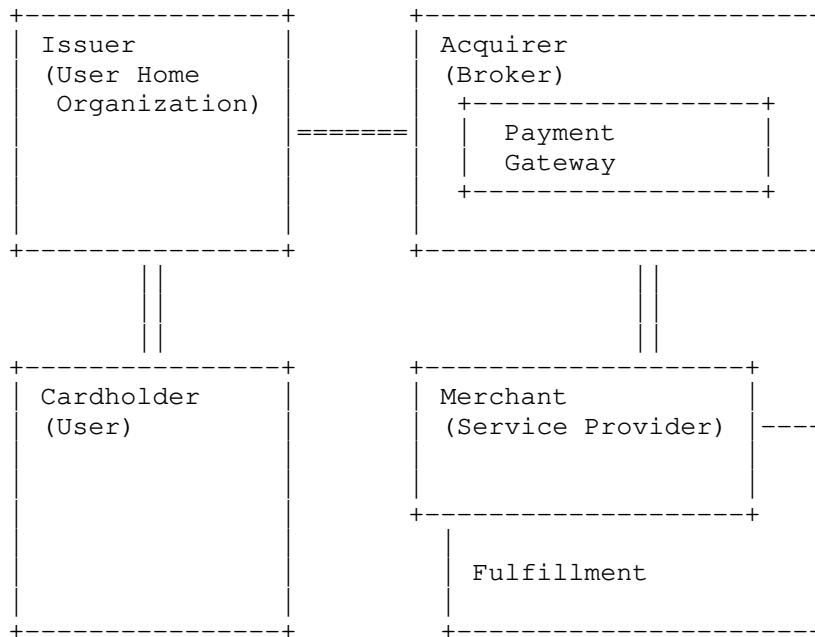 Issuer
(User Home
Organization)
Acquirer
(Broker)
Payment
Gateway
Cardholder
(User)
Merchant
(Service Provider)
Fulfillment